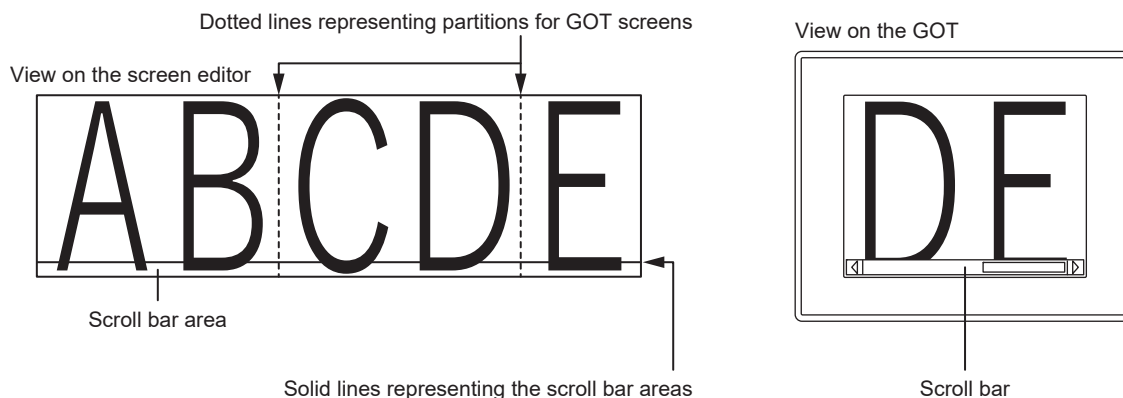 Dotted lines representing partitions for GOT screens
View on the screen editor
ABCDE
Scroll bar area
Solid lines representing the scroll bar areas
View on the GOT
DE
Scroll bar